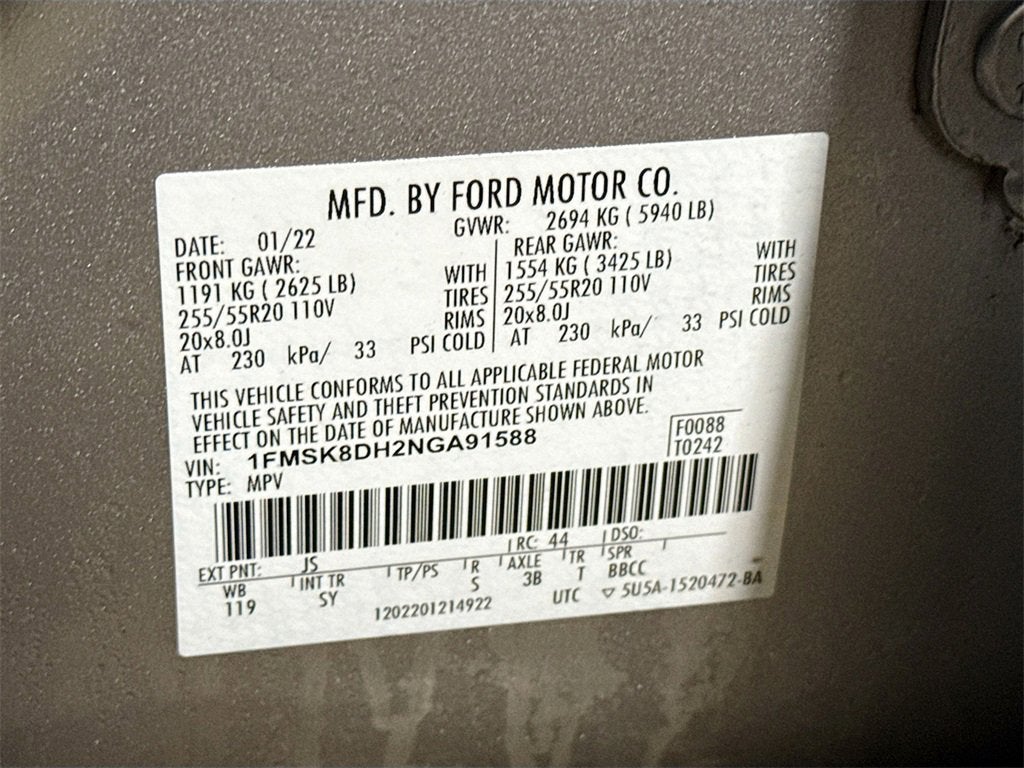 MFD. BY FORD MOTOR CO.
DATE: 01/22 GVWR: 2694 KG ( 5940 LB)
FRONT GAWR: REAR GAWR:
1191 KG ( 2625 LB) WITH 1554 KG ( 3425 LB) WITH
255/55R20 110V TIRES 255/55R20 110V TIRES
20x8.0J RIMS 20x8.0J RIMS
AT 230 kPa/ 33 PSI COLD AT 230 kPa/ 33 PSI COLD
THIS VEHICLE CONFORMS TO ALL APPLICABLE FEDERAL MOTOR
VEHICLE SAFETY AND THEFT PREVENTION STANDARDS IN
EFFECT ON THE DATE OF MANUFACTURE SHOWN ABOVE.
VIN: 1FMSK8DH2NGA91588 F0088
TYPE: MPV T0242
EXT PNT: JS RC: 44 DSO:
WB INT TR TP/PS R AXLE TR SPR
119 SY S 3B T BBCC
1202201214922 UTC ▽ 5U5A-1520472-BA